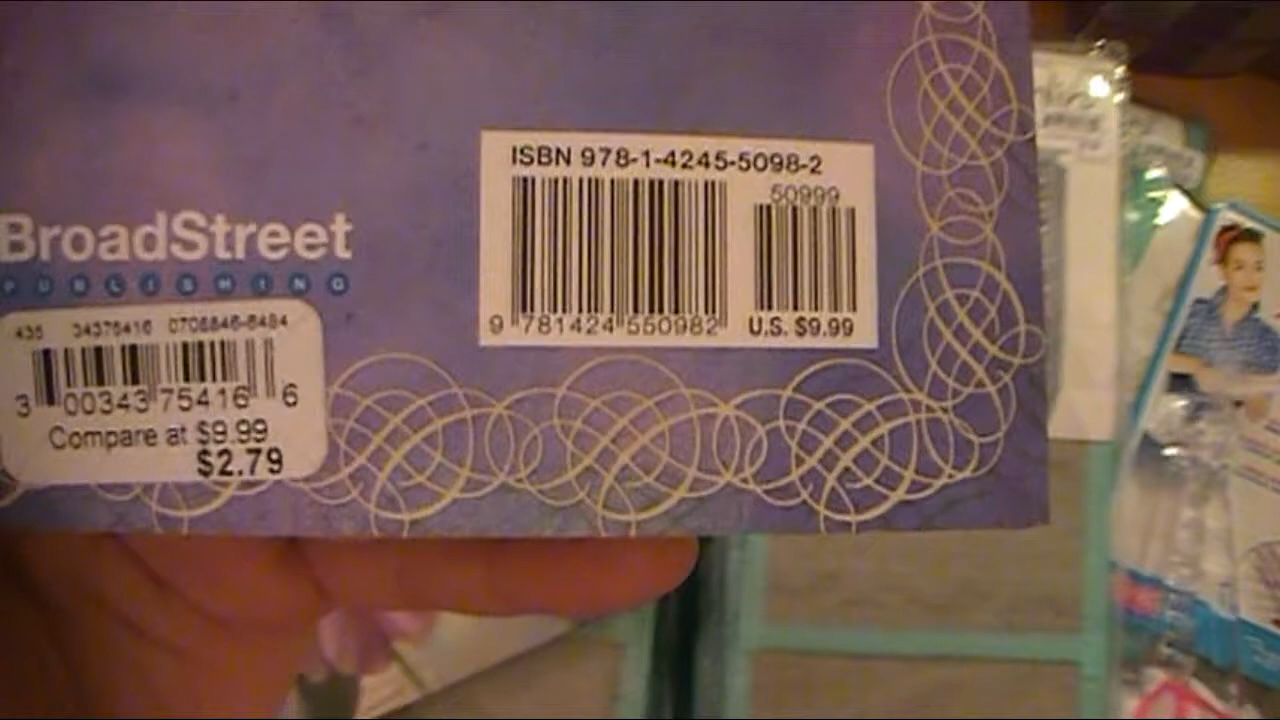 ISBN 978-1-4245-5098-2
50999
9 781424 550982
U.S. $9.99
BroadStreet
PUBLISHING
435 34375416 0706846-6484
3 00343 75416 6
Compare at $9.99
$2.79